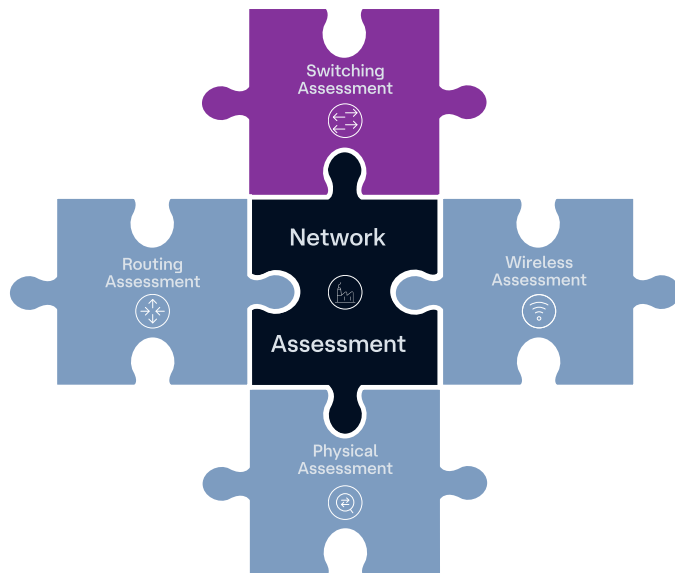 Switching
Assessment
Network
Routing
Assessment
Wireless
Assessment
Assessment
Physical
Assessment